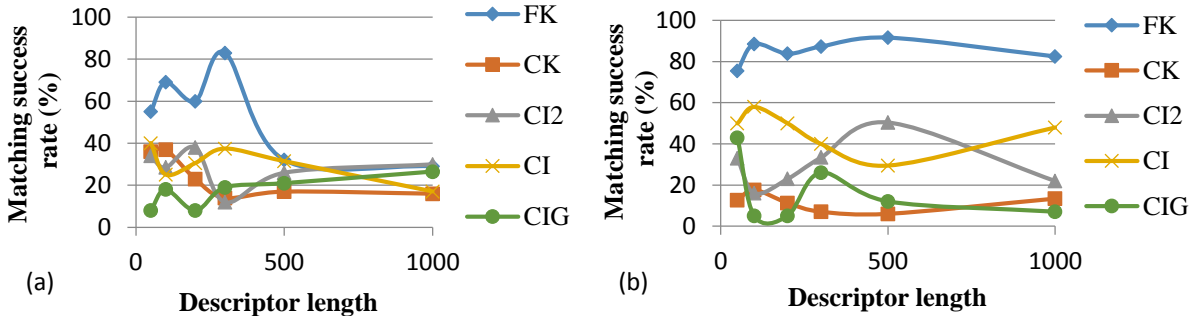 Matching success
rate (%)
100
80
60
40
20
0
0
500
1000
Descriptor length
(a)
FK
CK
CI2
CI
CIG
Matching success
rate (%)
100
80
60
40
20
0
0
500
1000
Descriptor length
(b)
FK
CK
CI2
CI
CIG